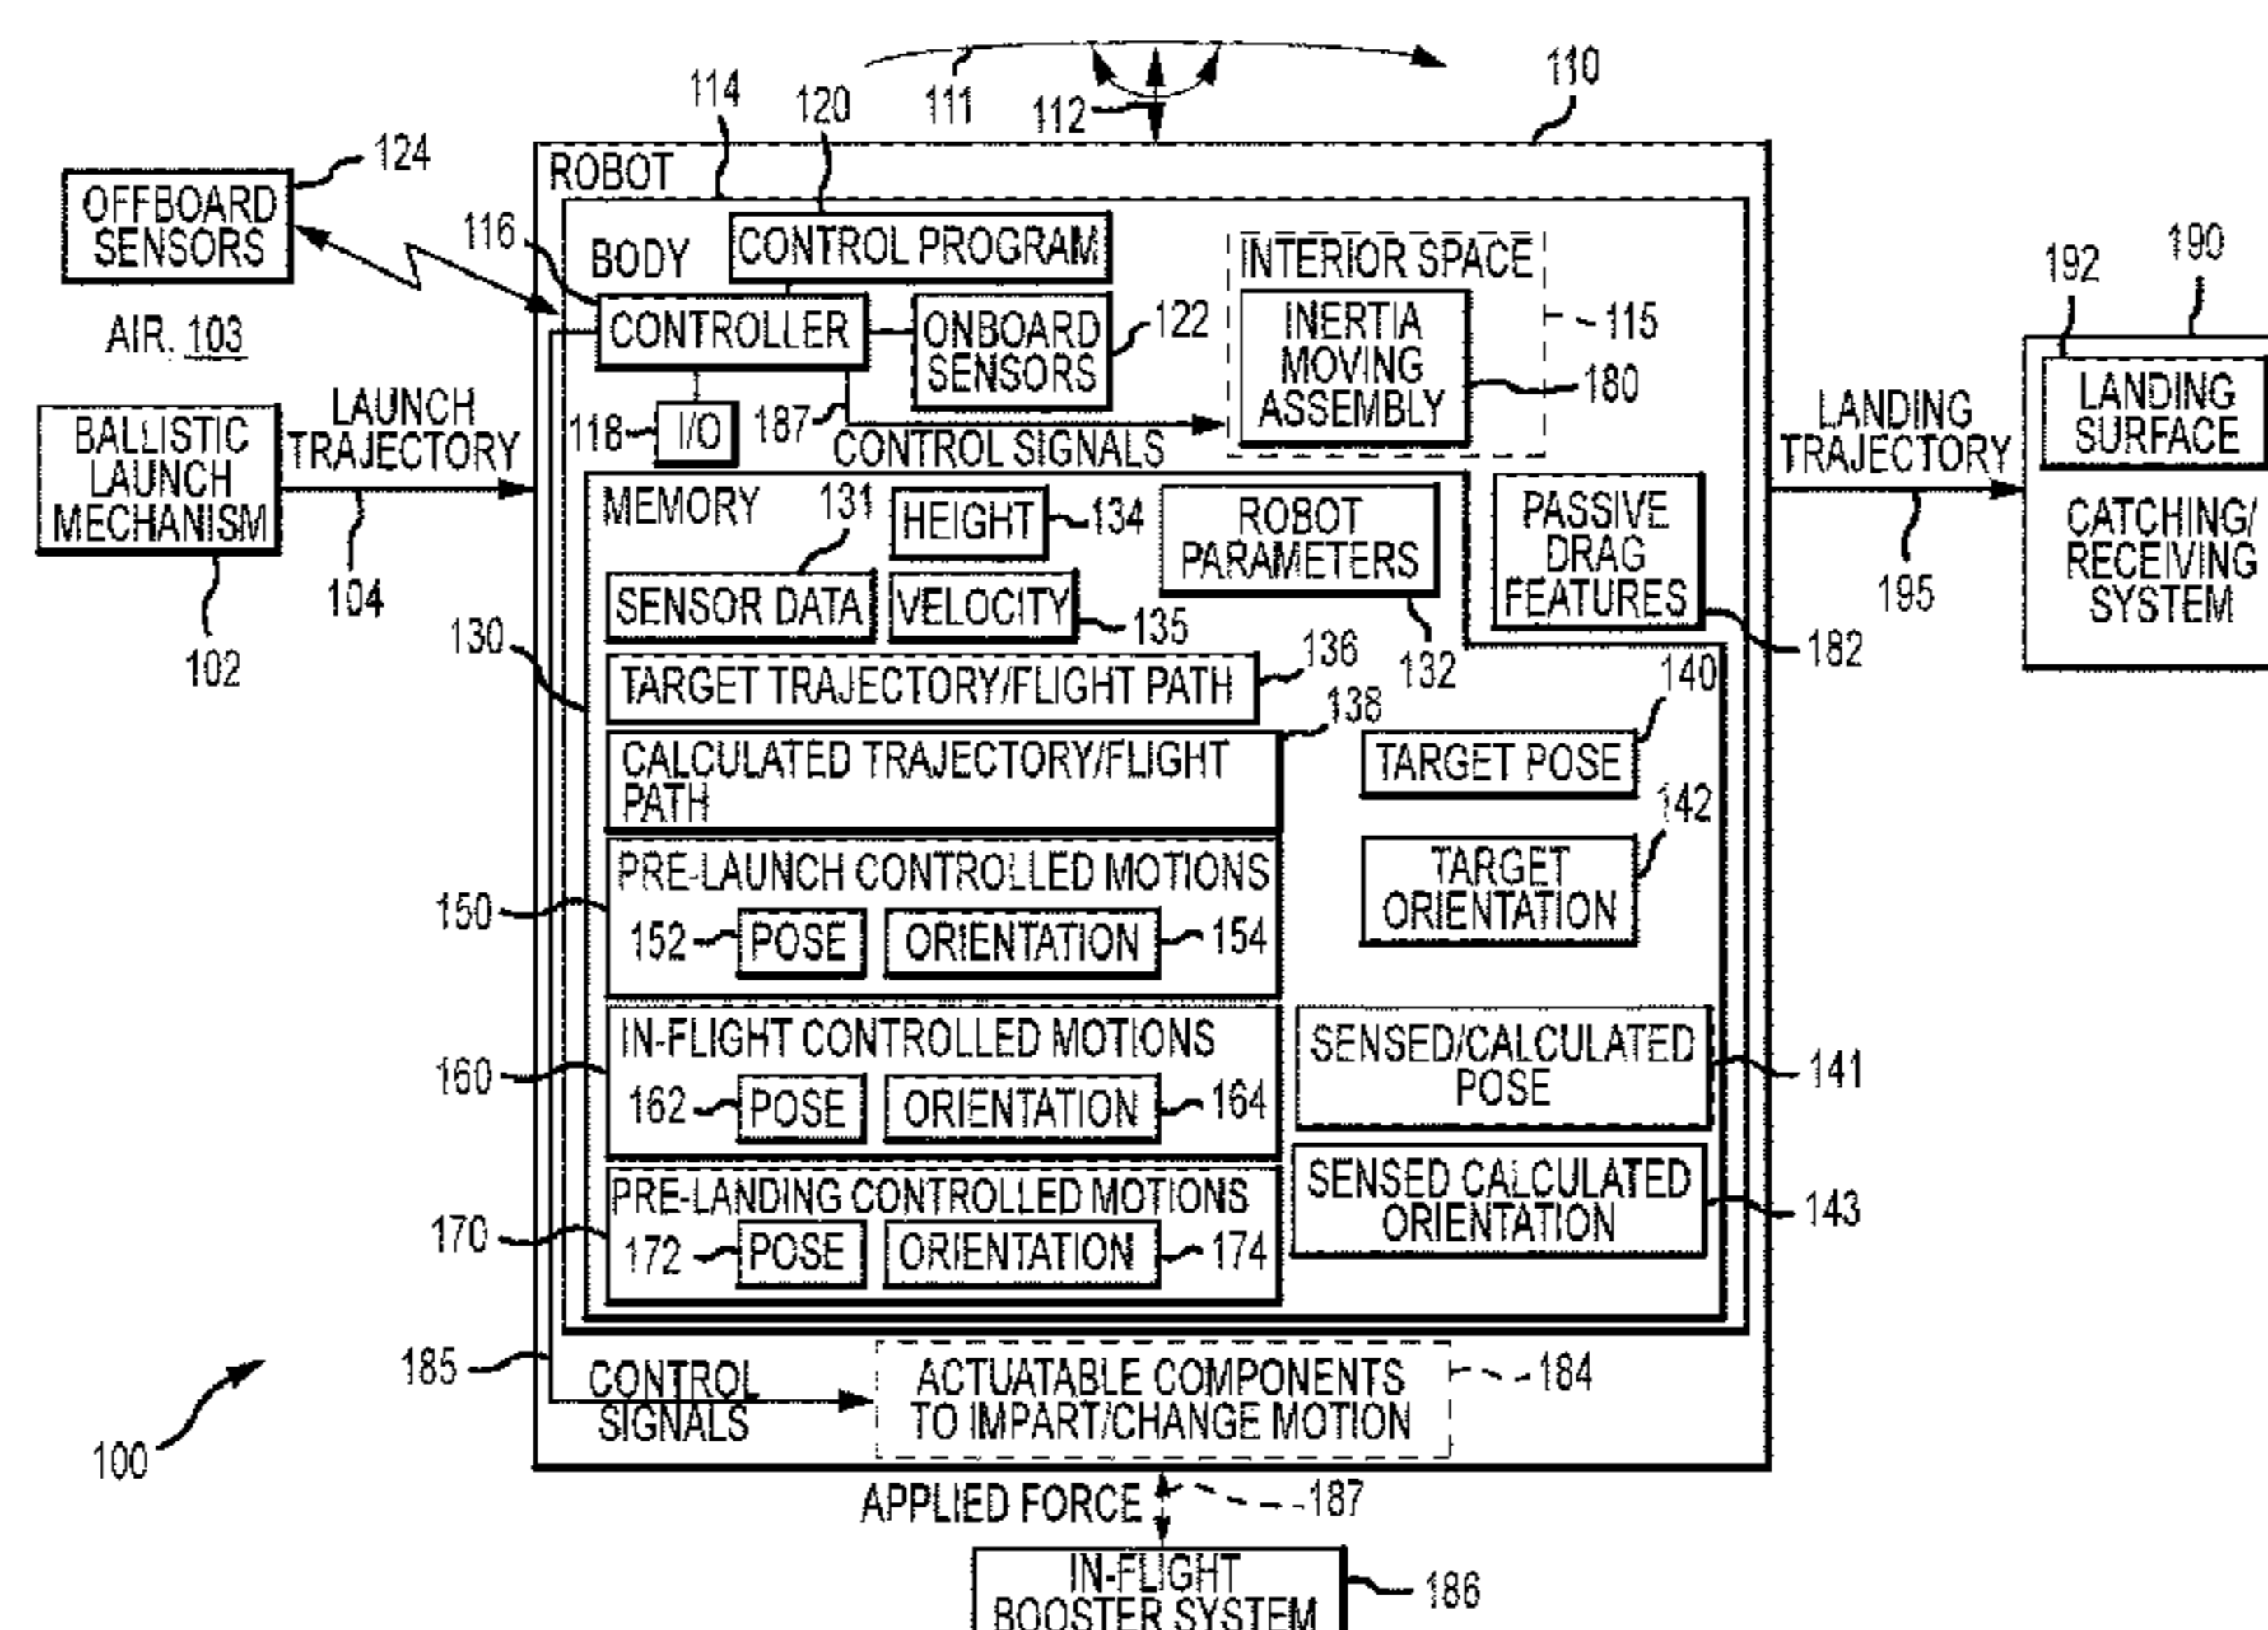 110
111
112
114
120
124
ROBOT
OFFBOARD
SENSORS
116
BODY
CONTROL PROGRAM
INTERIOR SPACE
190
192
AIR, 103
CONTROLLER
ONBOARD
SENSORS
122
INERTIA
MOVING
ASSEMBLY
115
180
LANDING
SURFACE
BALLISTIC
LAUNCH
MECHANISM
LAUNCH
TRAJECTORY
118
I/O
187
CONTROL SIGNALS
LANDING
TRAJECTORY
CATCHING/
RECEIVING
SYSTEM
104
102
195
MEMORY
131
HEIGHT
134
ROBOT
PARAMETERS
PASSIVE
DRAG
FEATURES
SENSOR DATA
VELOCITY
135
132
182
130
TARGET TRAJECTORY/FLIGHT PATH
136
138
140
CALCULATED TRAJECTORY/FLIGHT
PATH
TARGET POSE
142
PRE-LAUNCH CONTROLLED MOTIONS
TARGET
ORIENTATION
150
152
POSE
ORIENTATION
154
IN-FLIGHT CONTROLLED MOTIONS
SENSED/CALCULATED
POSE
160
162
POSE
ORIENTATION
164
141
PRE-LANDING CONTROLLED MOTIONS
SENSED CALCULATED
ORIENTATION
170
172
POSE
ORIENTATION
174
143
185
CONTROL
SIGNALS
ACTUATABLE COMPONENTS
TO IMPART/CHANGE MOTION
184
100
APPLIED FORCE
187
IN-FLIGHT
BOOSTER SYSTEM
186